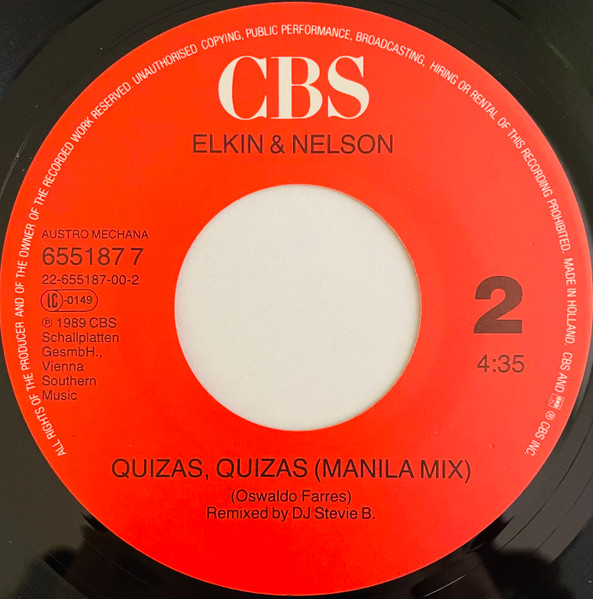 ALL RIGHTS OF THE PRODUCER AND OF THE OWNER OF THE RECORDED WORK RESERVED. UNAUTHORISED COPYING, PUBLIC PERFORMANCE, BROADCASTING, HIRING OR RENTAL OF THIS RECORDING PROHIBITED. MADE IN HOLLAND. CBS AND ® CBS INC.
CBS
ELKIN & NELSON
AUSTRO MECHANA
655187 7
22-655187-00-2
LC-0149
℗ 1989 CBS
Schallplatten
GesmbH.,
Vienna
Southern
Music
2
4:35
QUIZAS, QUIZAS (MANILA MIX)
(Oswaldo Farres)
Remixed by DJ Stevie B.